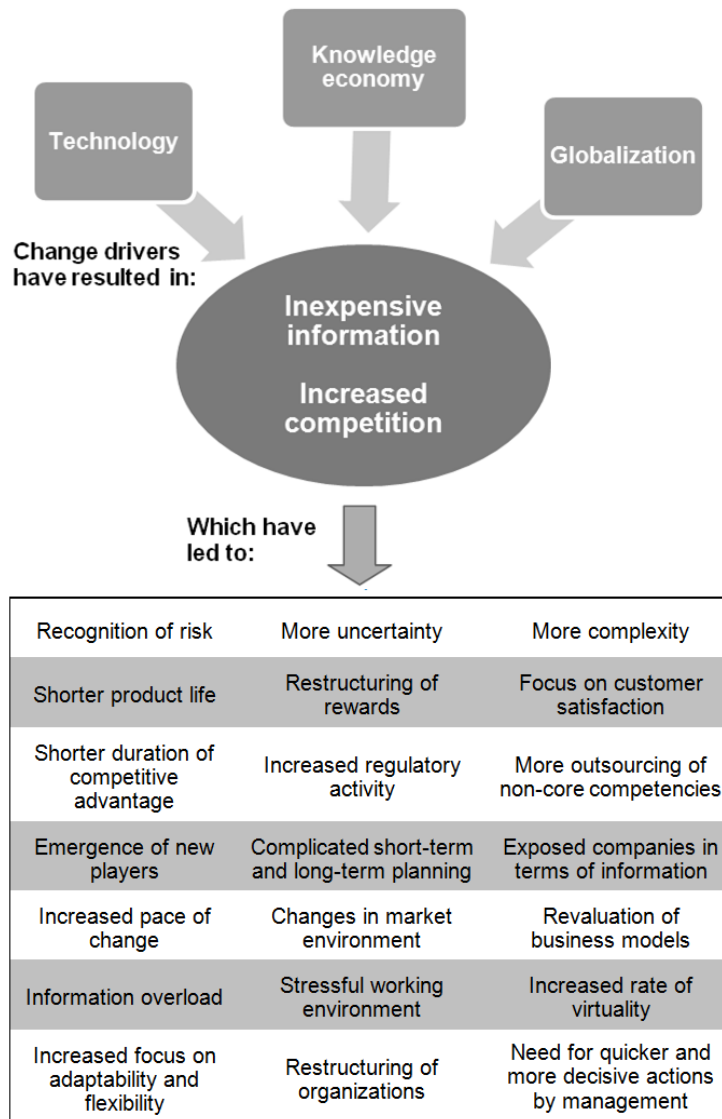 Knowledge
economy
Technology
Globalization
Change drivers
have resulted in:
Inexpensive
information
Increased
competition
Which have
led to:
Recognition of risk
More uncertainty
More complexity
Shorter product life
Restructuring of
rewards
Focus on customer
satisfaction
Shorter duration of
competitive
advantage
Increased regulatory
activity
More outsourcing of
non-core competencies
Emergence of new
players
Complicated short-term
and long-term planning
Exposed companies in
terms of information
Increased pace of
change
Changes in market
environment
Revaluation of
business models
Information overload
Stressful working
environment
Increased rate of
virtuality
Increased focus on
adaptability and
flexibility
Restructuring of
organizations
Need for quicker and
more decisive actions
by management